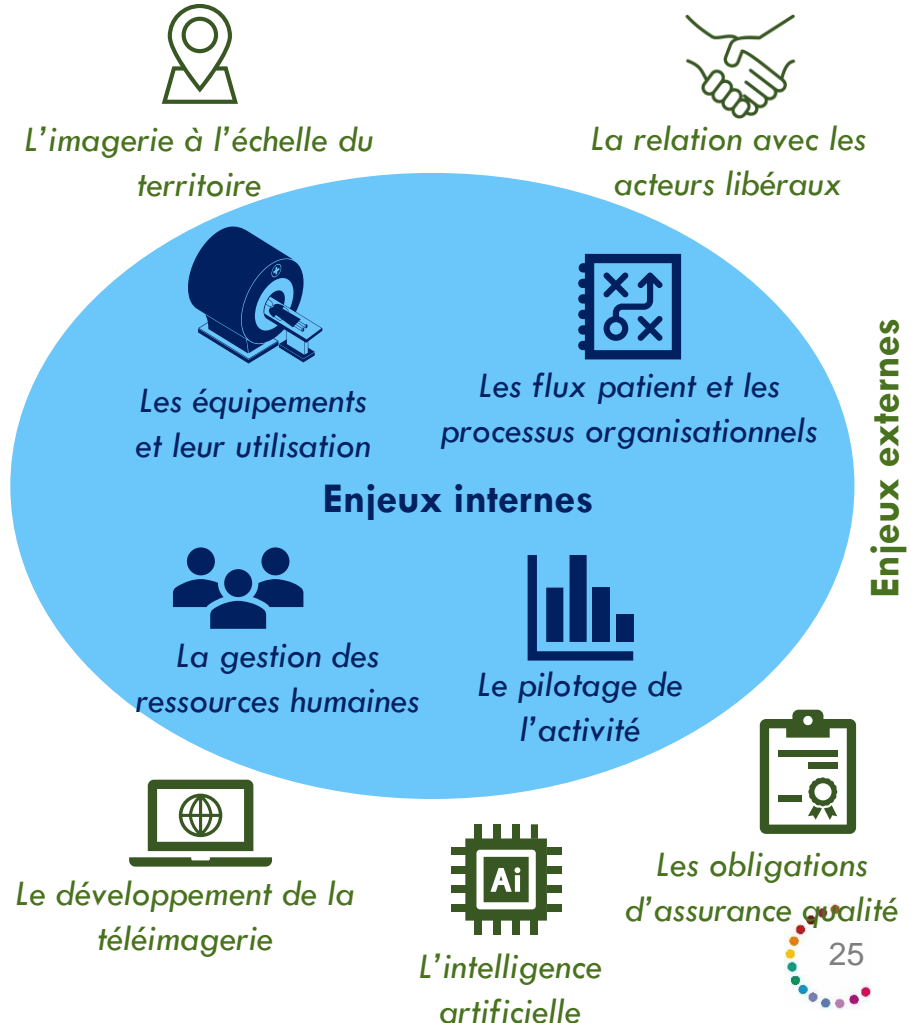 L'imagerie à l'échelle du
territoire
La relation avec les
acteurs libéraux
Les équipements
et leur utilisation
Les flux patient et les
processus organisationnels
Enjeux internes
Enjeux externes
La gestion des
ressources humaines
Le pilotage de
l'activité
Le développement de la
téléimagerie
Ai
L'intelligence
artificielle
Les obligations
d'assurance qualité
25